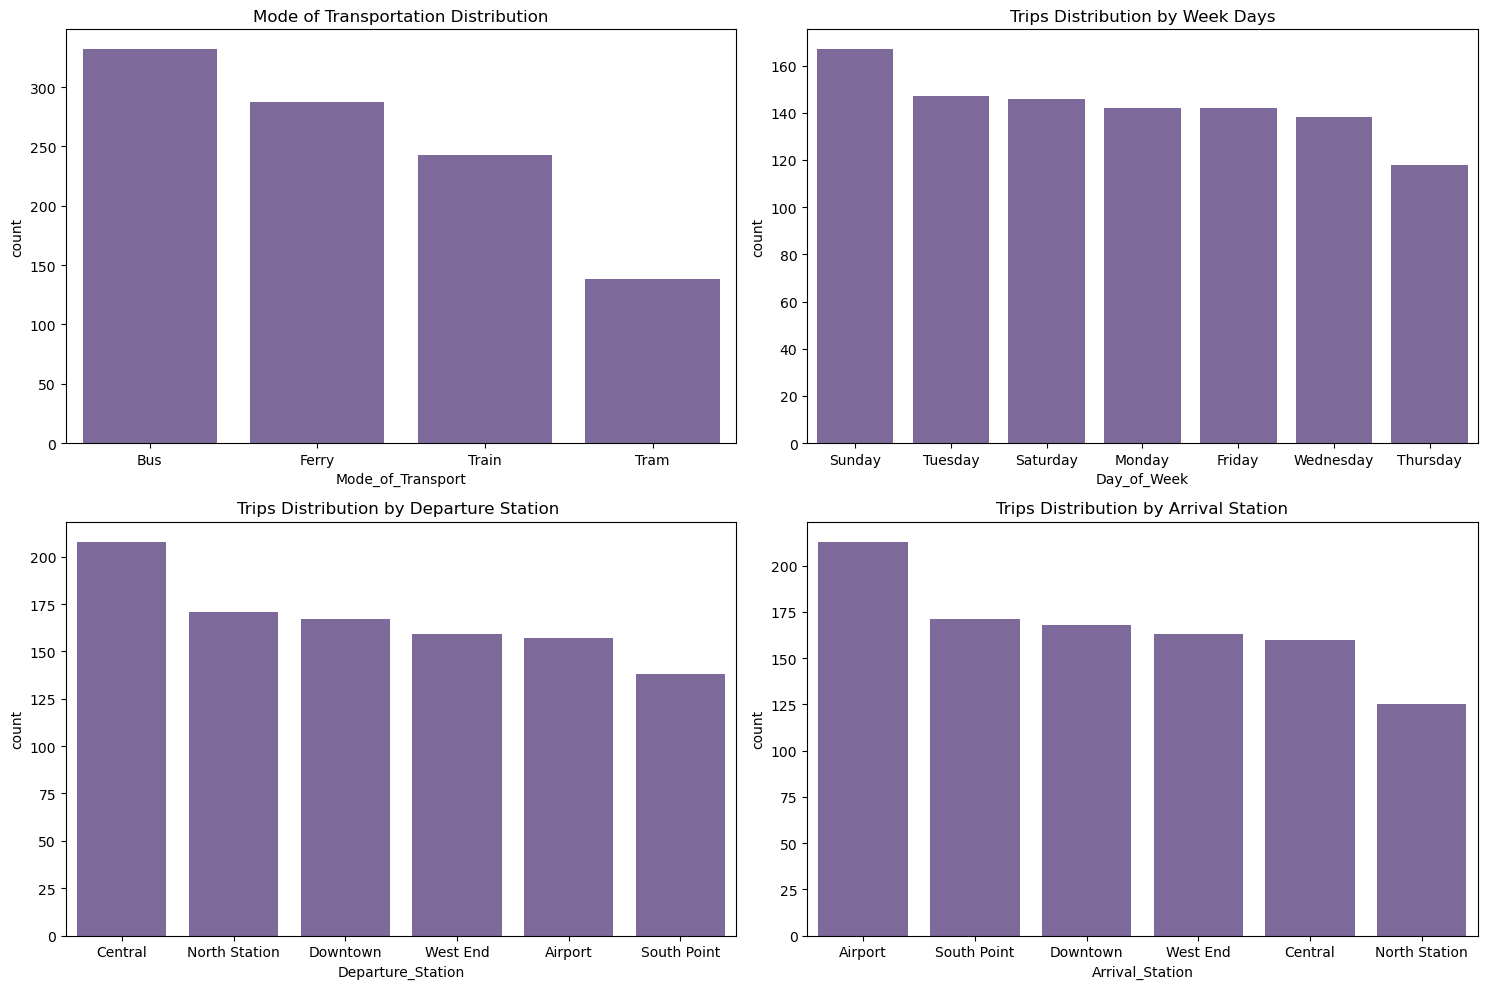 Mode of Transportation Distribution
300
250
200
150
100
50
0
count
Bus Ferry Train Tram
Mode_of_Transport
Trips Distribution by Week Days
160
140
120
100
80
60
40
20
0
count
Sunday Tuesday Saturday Monday Friday Wednesday Thursday
Day_of_Week
Trips Distribution by Departure Station
200
175
150
125
100
75
50
25
0
count
Central North Station Downtown West End Airport South Point
Departure_Station
Trips Distribution by Arrival Station
200
175
150
125
100
75
50
25
0
count
Airport South Point Downtown West End Central North Station
Arrival_Station